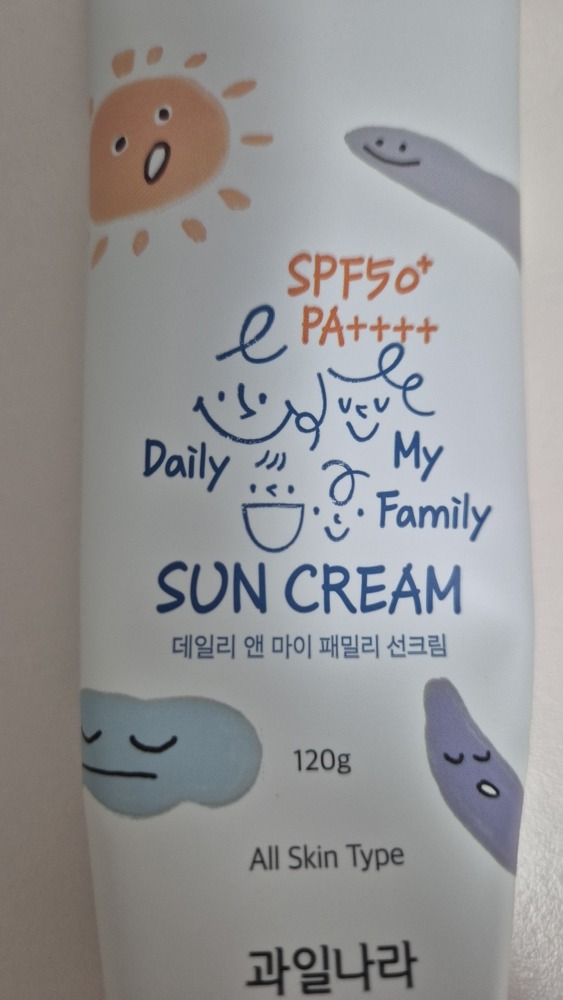 SPF50+
PA++++
Daily
My
Family
SUN CREAM
데일리 앤 마이 패밀리 선크림
120g
All Skin Type
과일나라